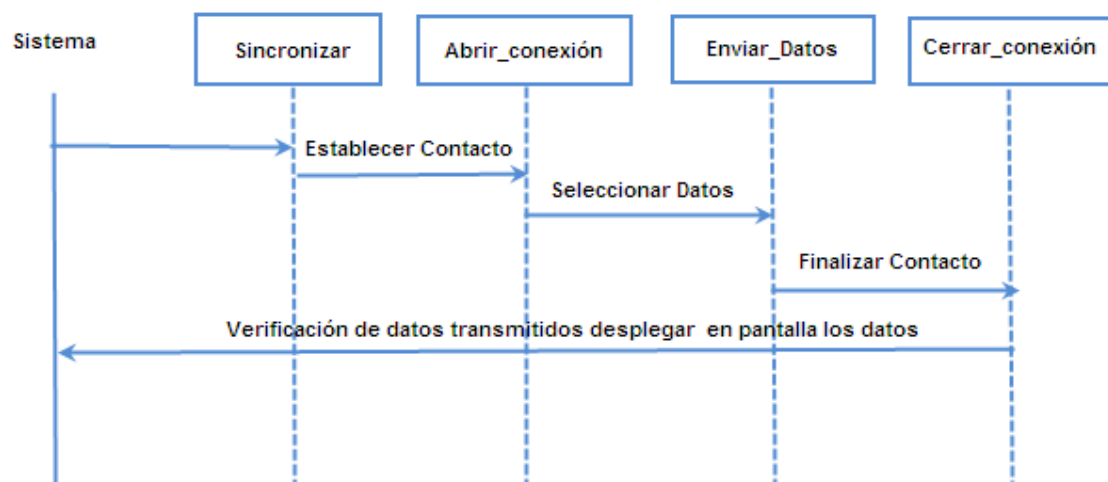 Sistema
Sincronizar
Abrir_conexión
Enviar_Datos
Cerrar_conexión
Establecer Contacto
Seleccionar Datos
Finalizar Contacto
Verificación de datos transmitidos desplegar en pantalla los datos